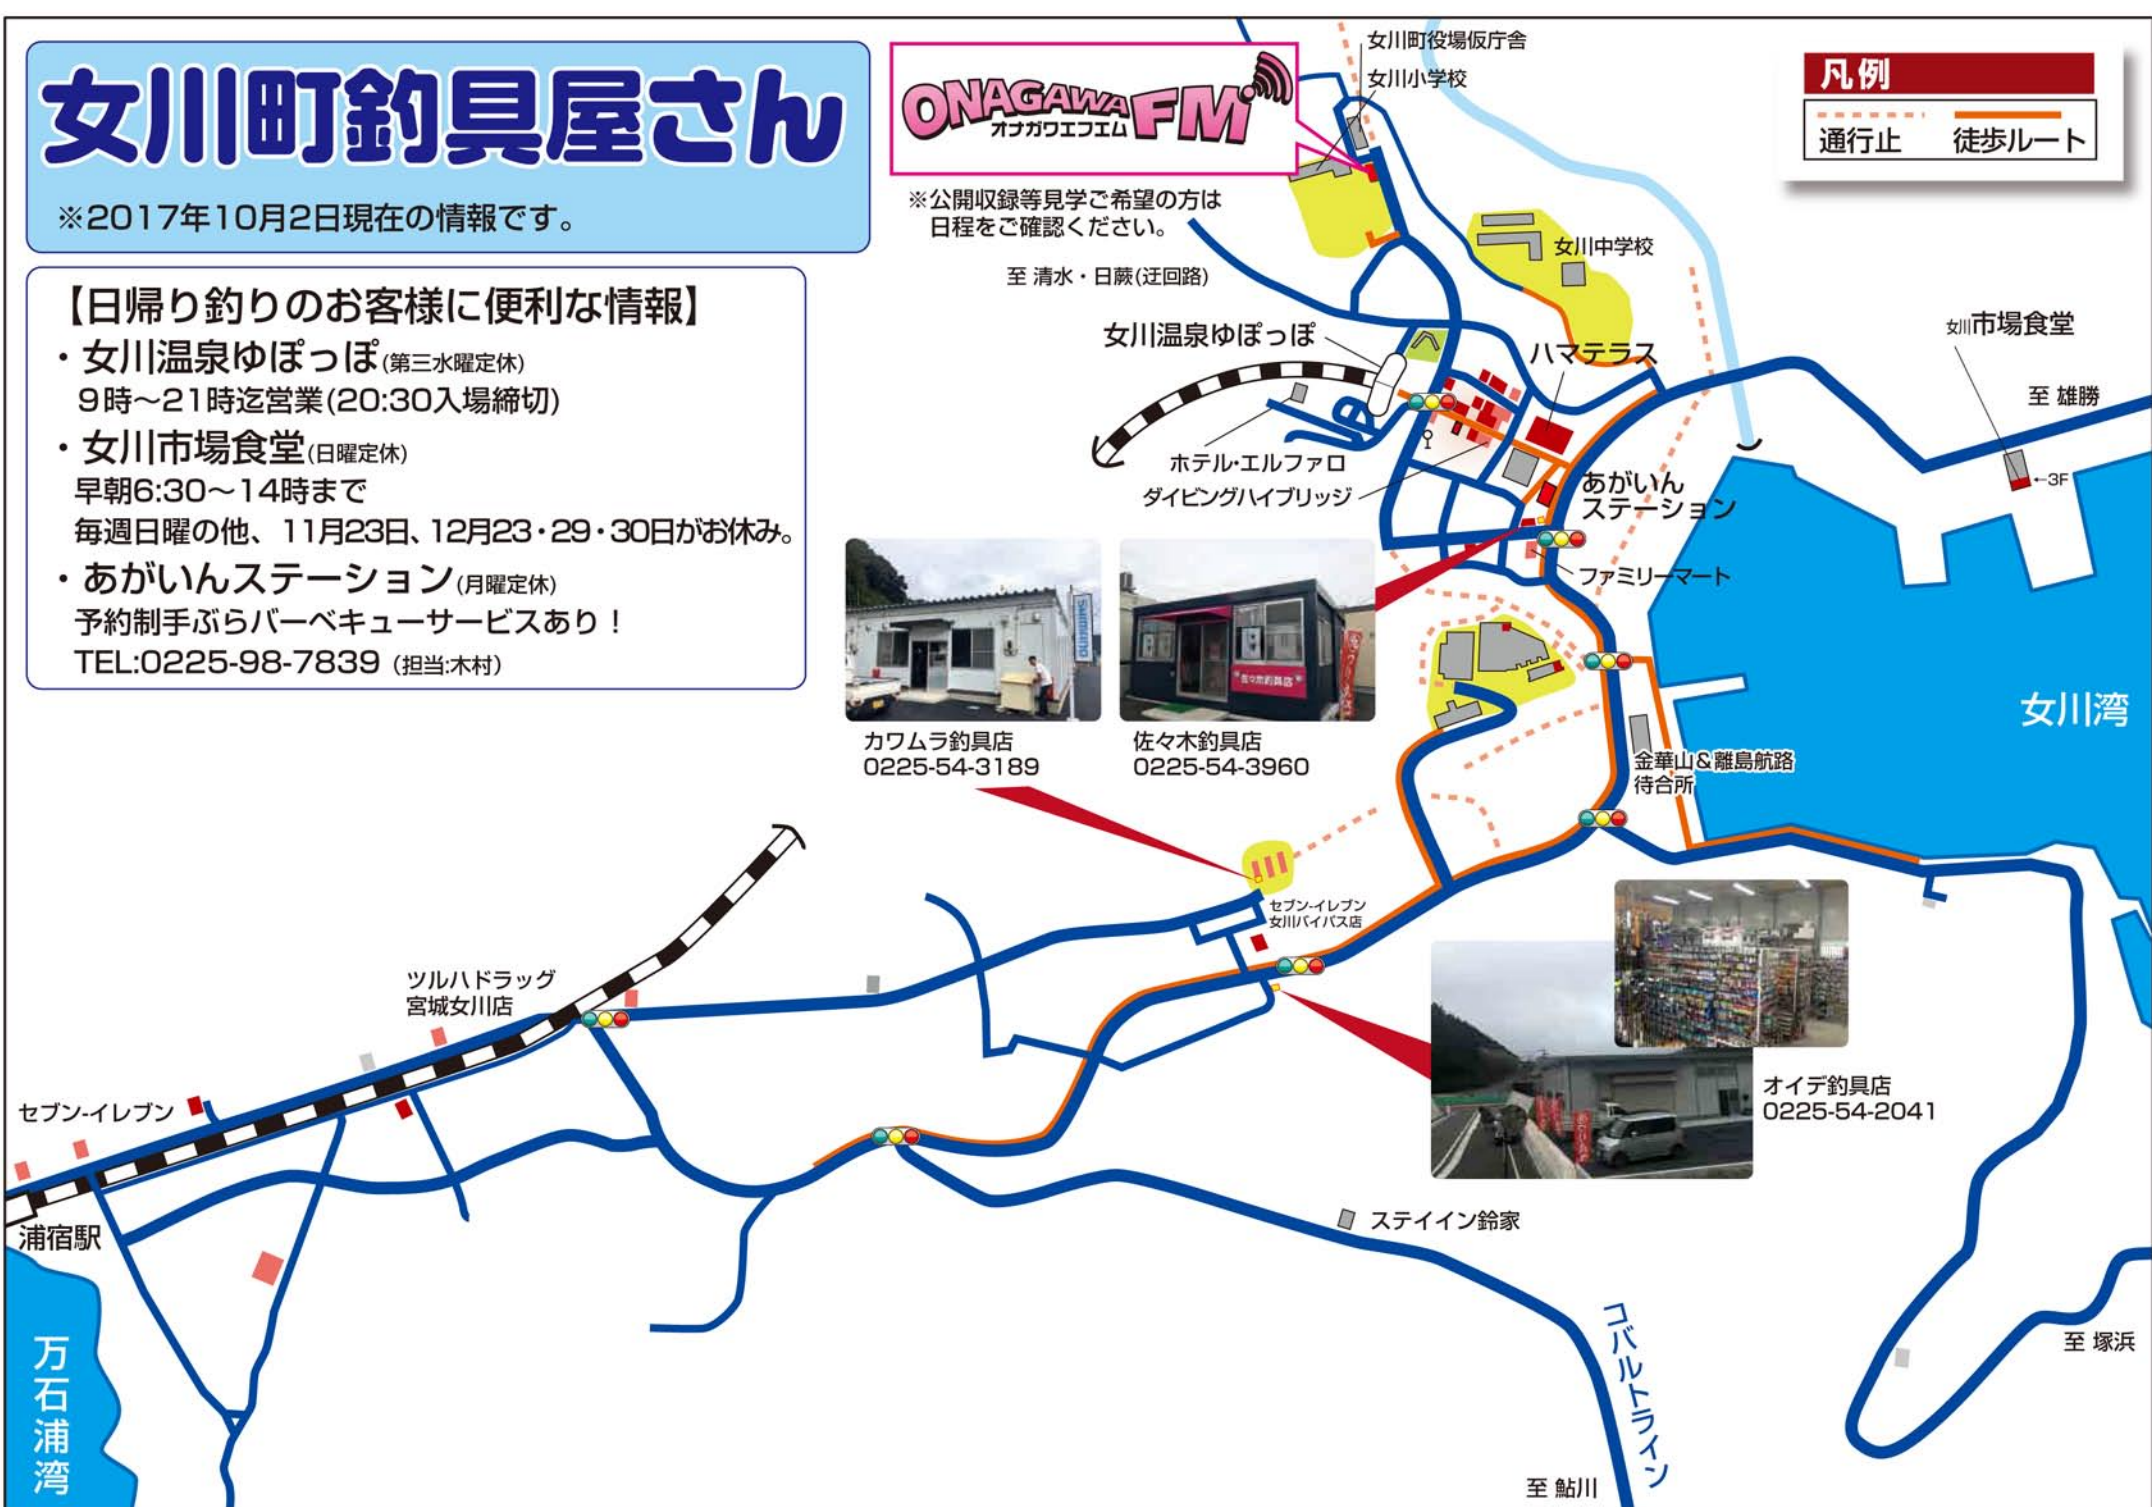 女川町釣具屋さん
※2017年10月2日現在の情報です。
【日帰り釣りのお客様に便利な情報】
・女川温泉ゆぽっぽ(第三水曜定休)
9時～21時迄営業(20:30入場締切)
・女川市場食堂(日曜定休)
早朝6:30～14時まで
毎週日曜の他、11月23日、12月23・29・30日がお休み。
・あがいんステーション(月曜定休)
予約制手ぶらバーベキューサービスあり！
TEL:0225-98-7839（担当:木村）
ONAGAWA FM
オナガワエフエム
※公開収録等見学ご希望の方は
日程をご確認ください。
女川町役場仮庁舎
女川小学校
凡例
通行止 徒歩ルート
女川中学校
至 清水・日蕨(迂回路)
女川温泉ゆぽっぽ
ハマテラス
女川市場食堂
至 雄勝
←3F
ホテル・エルファロ
ダイビングハイブリッジ
あがいん
ステーション
ファミリーマート
SHIMANO
佐々木釣具店
カワムラ釣具店
0225-54-3189
佐々木釣具店
0225-54-3960
女川湾
金華山＆離島航路
待合所
セブン-イレブン
女川バイパス店
ツルハドラッグ
宮城女川店
セブン-イレブン
オイデ釣具店
0225-54-2041
浦宿駅
ステイイン鈴家
万石浦湾
コバルトライン
至 塚浜
至 鮎川